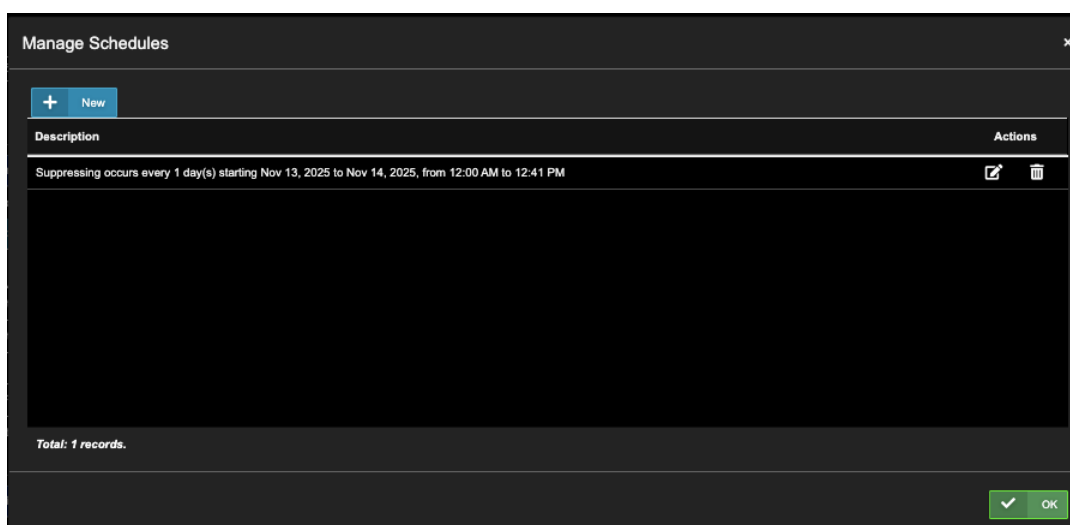 Manage Schedules
New
Description Actions
Suppressing occurs every 1 day(s) starting Nov 13, 2025 to Nov 14, 2025, from 12:00 AM to 12:41 PM
Total: 1 records.
OK